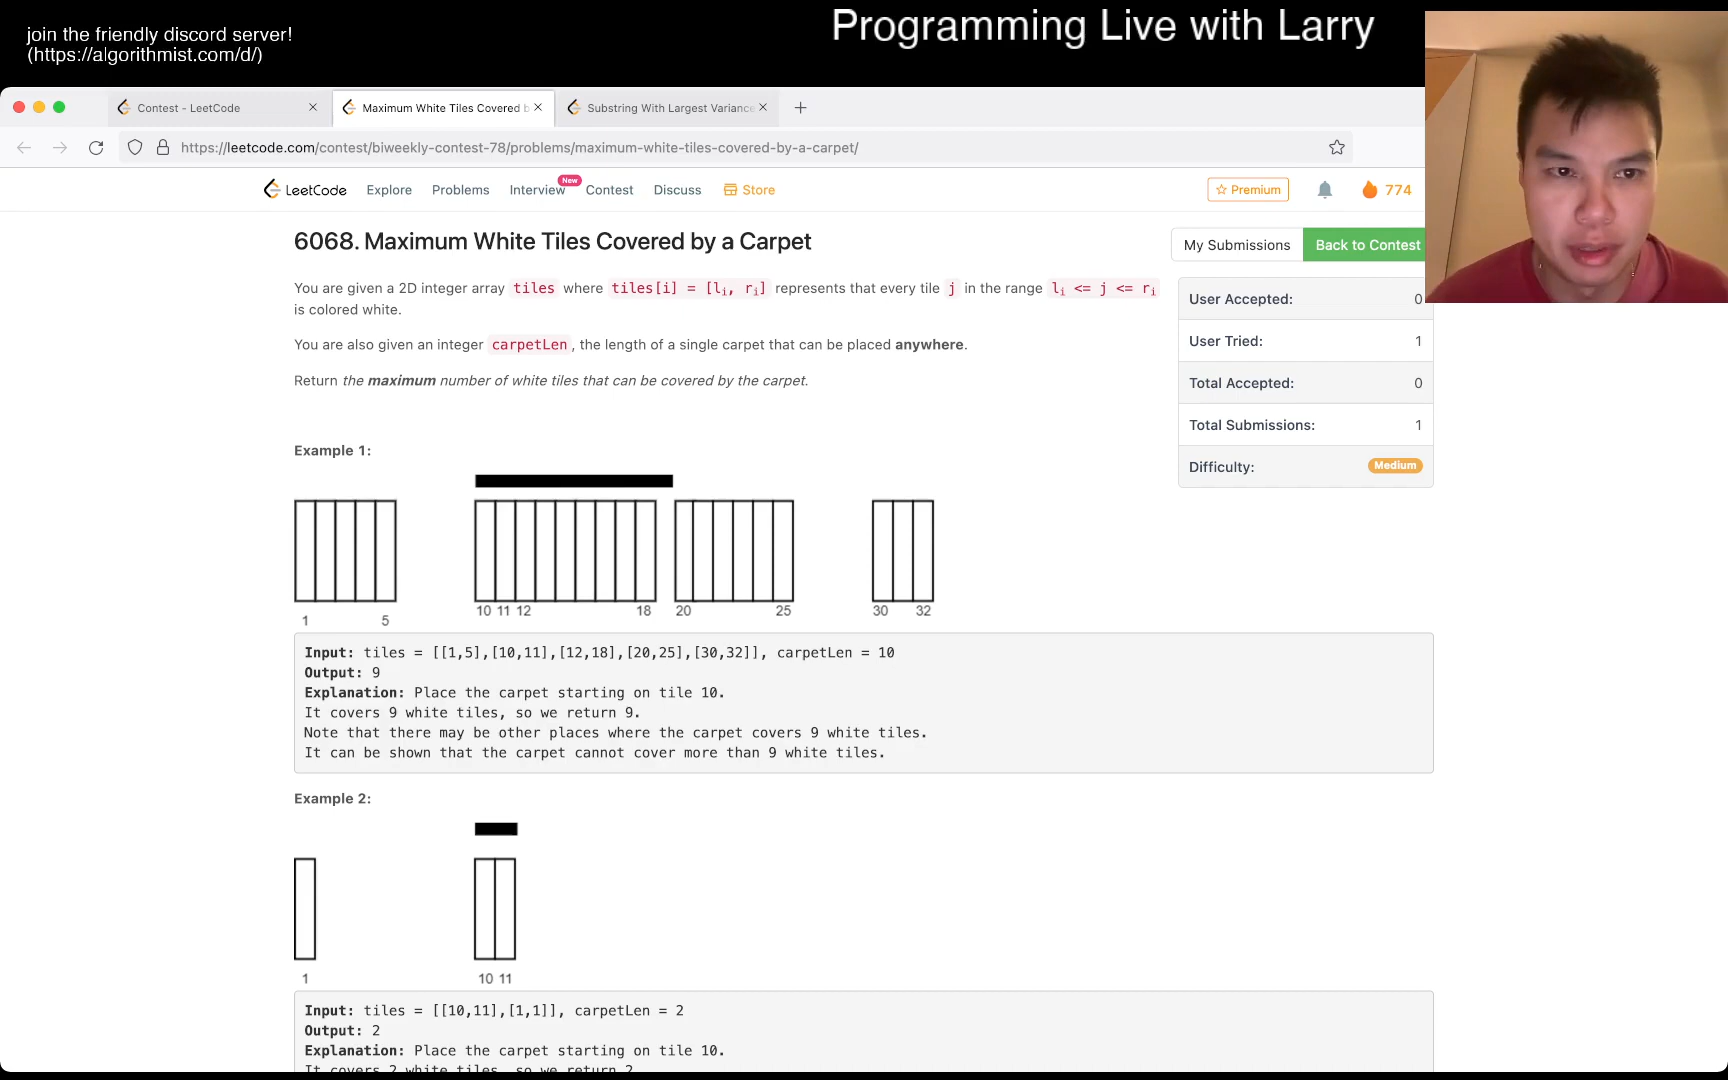 join the friendly discord server!
(https://algorithmist.com/d/)
Programming Live with Larry
Contest - LeetCode
Maximum White Tiles Covered b
Substring With Largest Variance
https://leetcode.com/contest/biweekly-contest-78/problems/maximum-white-tiles-covered-by-a-carpet/
LeetCode Explore Problems Interview New Contest Discuss Store Premium 774
6068. Maximum White Tiles Covered by a Carpet
My Submissions Back to Contest
You are given a 2D integer array tiles where tiles[i] = [li, ri] represents that every tile j in the range li <= j <= ri
is colored white.
You are also given an integer carpetLen, the length of a single carpet that can be placed anywhere.
Return the maximum number of white tiles that can be covered by the carpet.
User Accepted: 0
User Tried: 1
Total Accepted: 0
Total Submissions: 1
Difficulty: Medium
Example 1:
1 5 10 11 12 18 20 25 30 32
Input: tiles = [[1,5],[10,11],[12,18],[20,25],[30,32]], carpetLen = 10
Output: 9
Explanation: Place the carpet starting on tile 10.
It covers 9 white tiles, so we return 9.
Note that there may be other places where the carpet covers 9 white tiles.
It can be shown that the carpet cannot cover more than 9 white tiles.
Example 2:
1 10 11
Input: tiles = [[10,11],[1,1]], carpetLen = 2
Output: 2
Explanation: Place the carpet starting on tile 10.
It covers 2 white tiles, so we return 2.